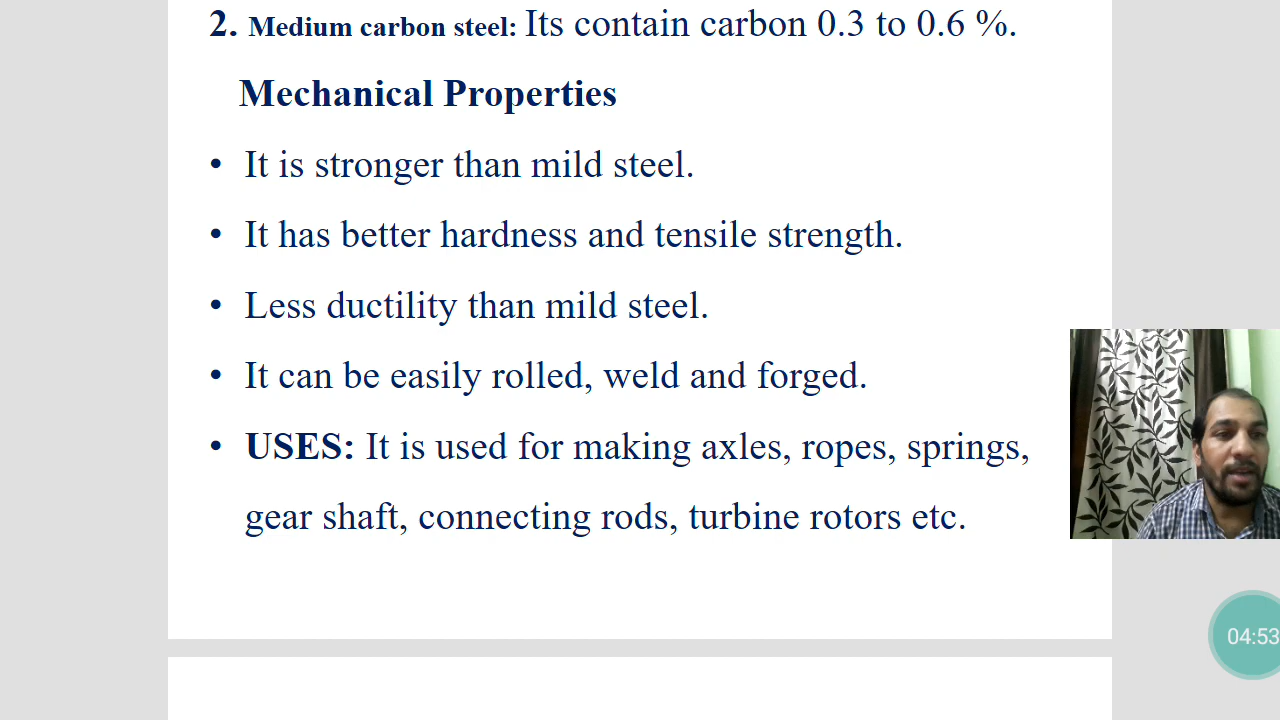 2. Medium carbon steel: Its contain carbon 0.3 to 0.6 %.
Mechanical Properties
• It is stronger than mild steel.
• It has better hardness and tensile strength.
• Less ductility than mild steel.
• It can be easily rolled, weld and forged.
• USES: It is used for making axles, ropes, springs,
gear shaft, connecting rods, turbine rotors etc.
04:53